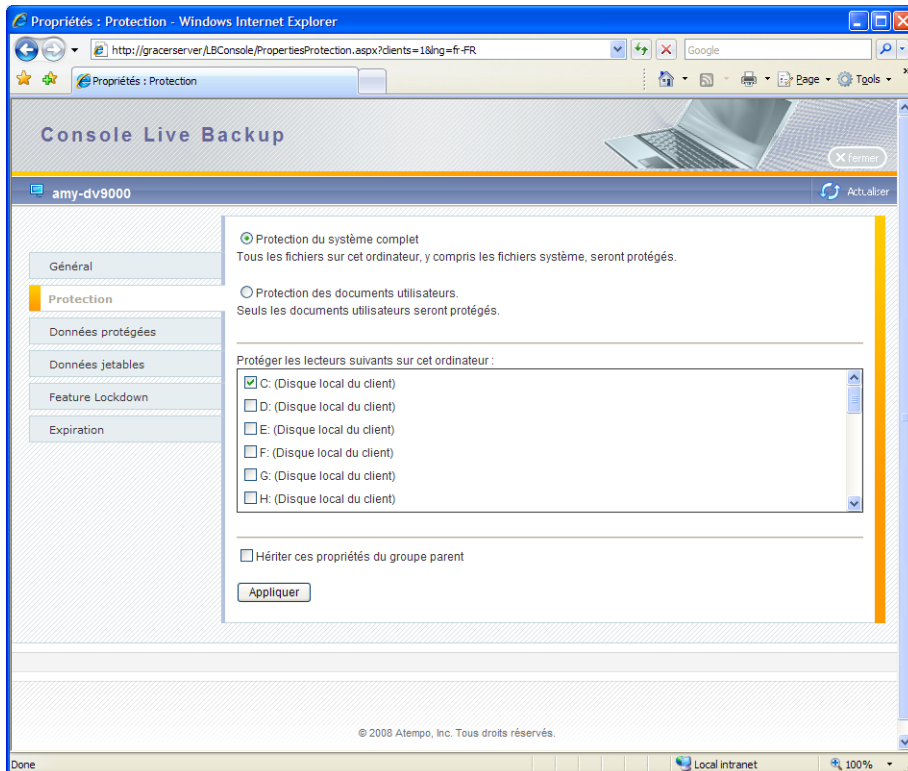 Propriétés : Protection - Windows Internet Explorer
http://gracerserver/LBConsole/PropertiesProtection.aspx?clients=1&lng=fr-FR
Google
Propriétés : Protection
Page
Tools
»
Console Live Backup
X Fermer
amy-dv9000
Actualiser
Général
Protection
Données protégées
Données jetables
Feature Lockdown
Expiration
Protection du système complet
Tous les fichiers sur cet ordinateur, y compris les fichiers système, seront protégés.
Protection des documents utilisateurs.
Seuls les documents utilisateurs seront protégés.
Protéger les lecteurs suivants sur cet ordinateur :
C: (Disque local du client)
D: (Disque local du client)
E: (Disque local du client)
F: (Disque local du client)
G: (Disque local du client)
H: (Disque local du client)
Hériter ces propriétés du groupe parent
Appliquer
© 2008 Atempo, Inc. Tous droits réservés.
Done
Local intranet
100%